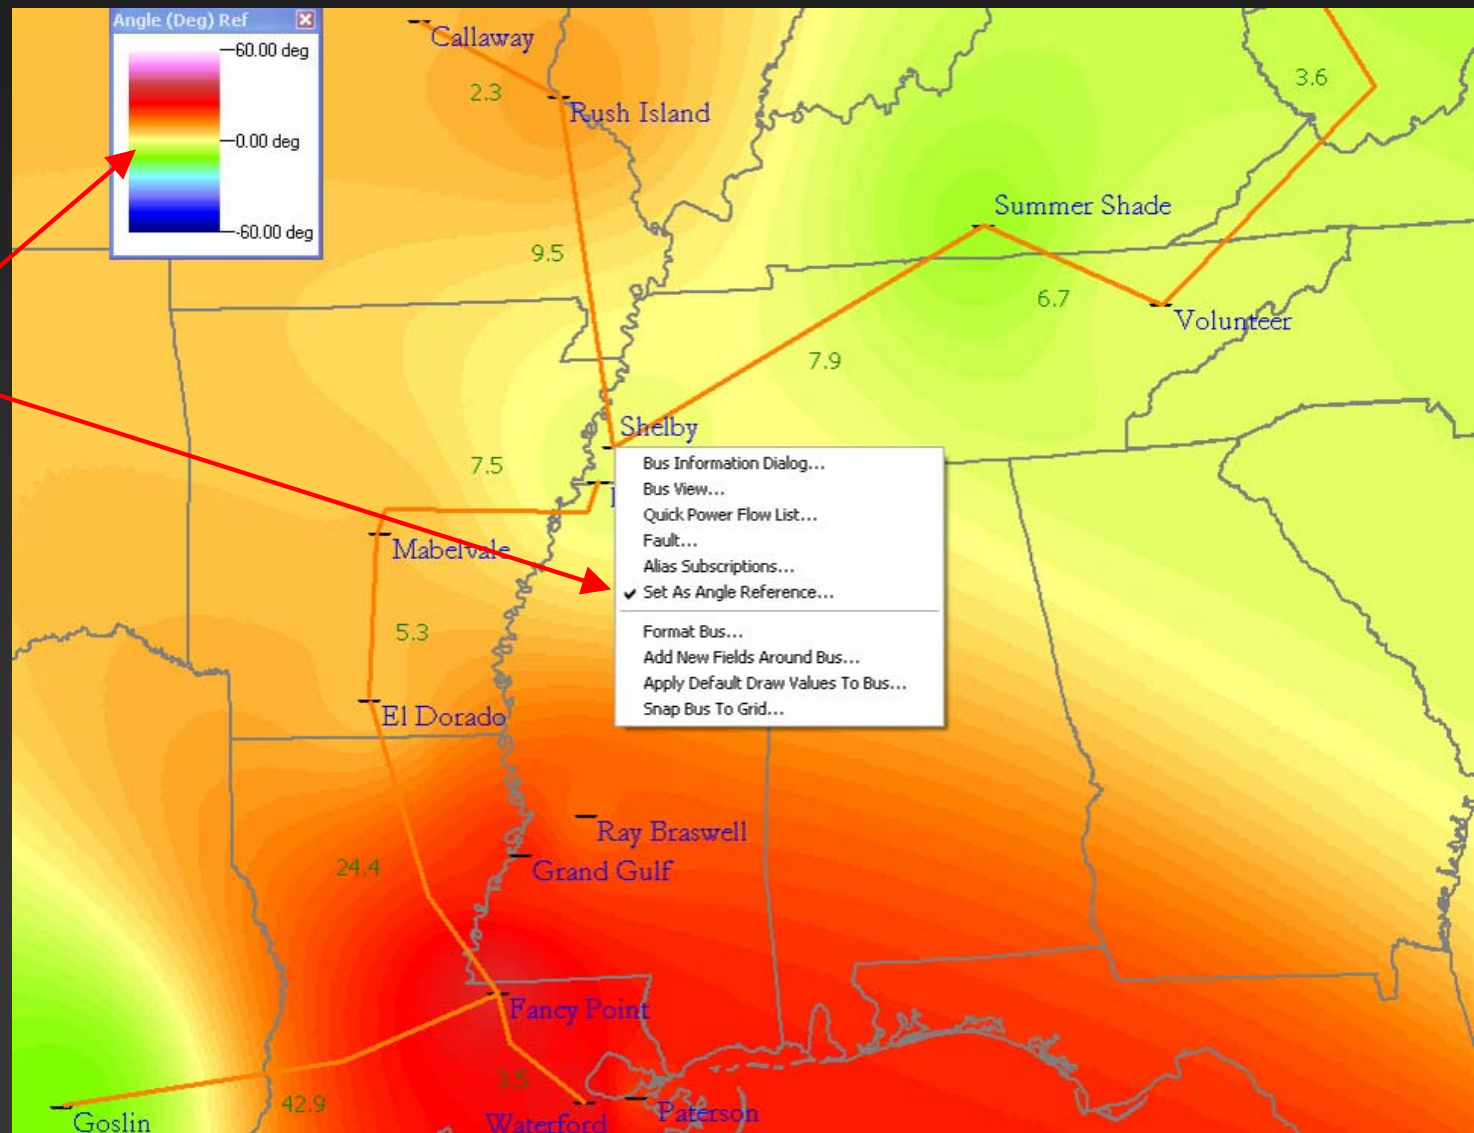 Angle (Deg) Ref
60.00 deg
0.00 deg
-60.00 deg
Callaway
2.3
Rush Island
3.6
Summer Shade
9.5
6.7
Volunteer
7.9
Shelby
7.5
Mabelvale
Bus Information Dialog...
Bus View...
Quick Power Flow List...
Fault...
Alias Subscriptions...
Set As Angle Reference...
Format Bus...
Add New Fields Around Bus...
Apply Default Draw Values To Bus...
Snap Bus To Grid...
5.3
El Dorado
Ray Braswell
24.4
Grand Gulf
Fancy Point
3.5
42.9
Goslin
Waterford
Paterson